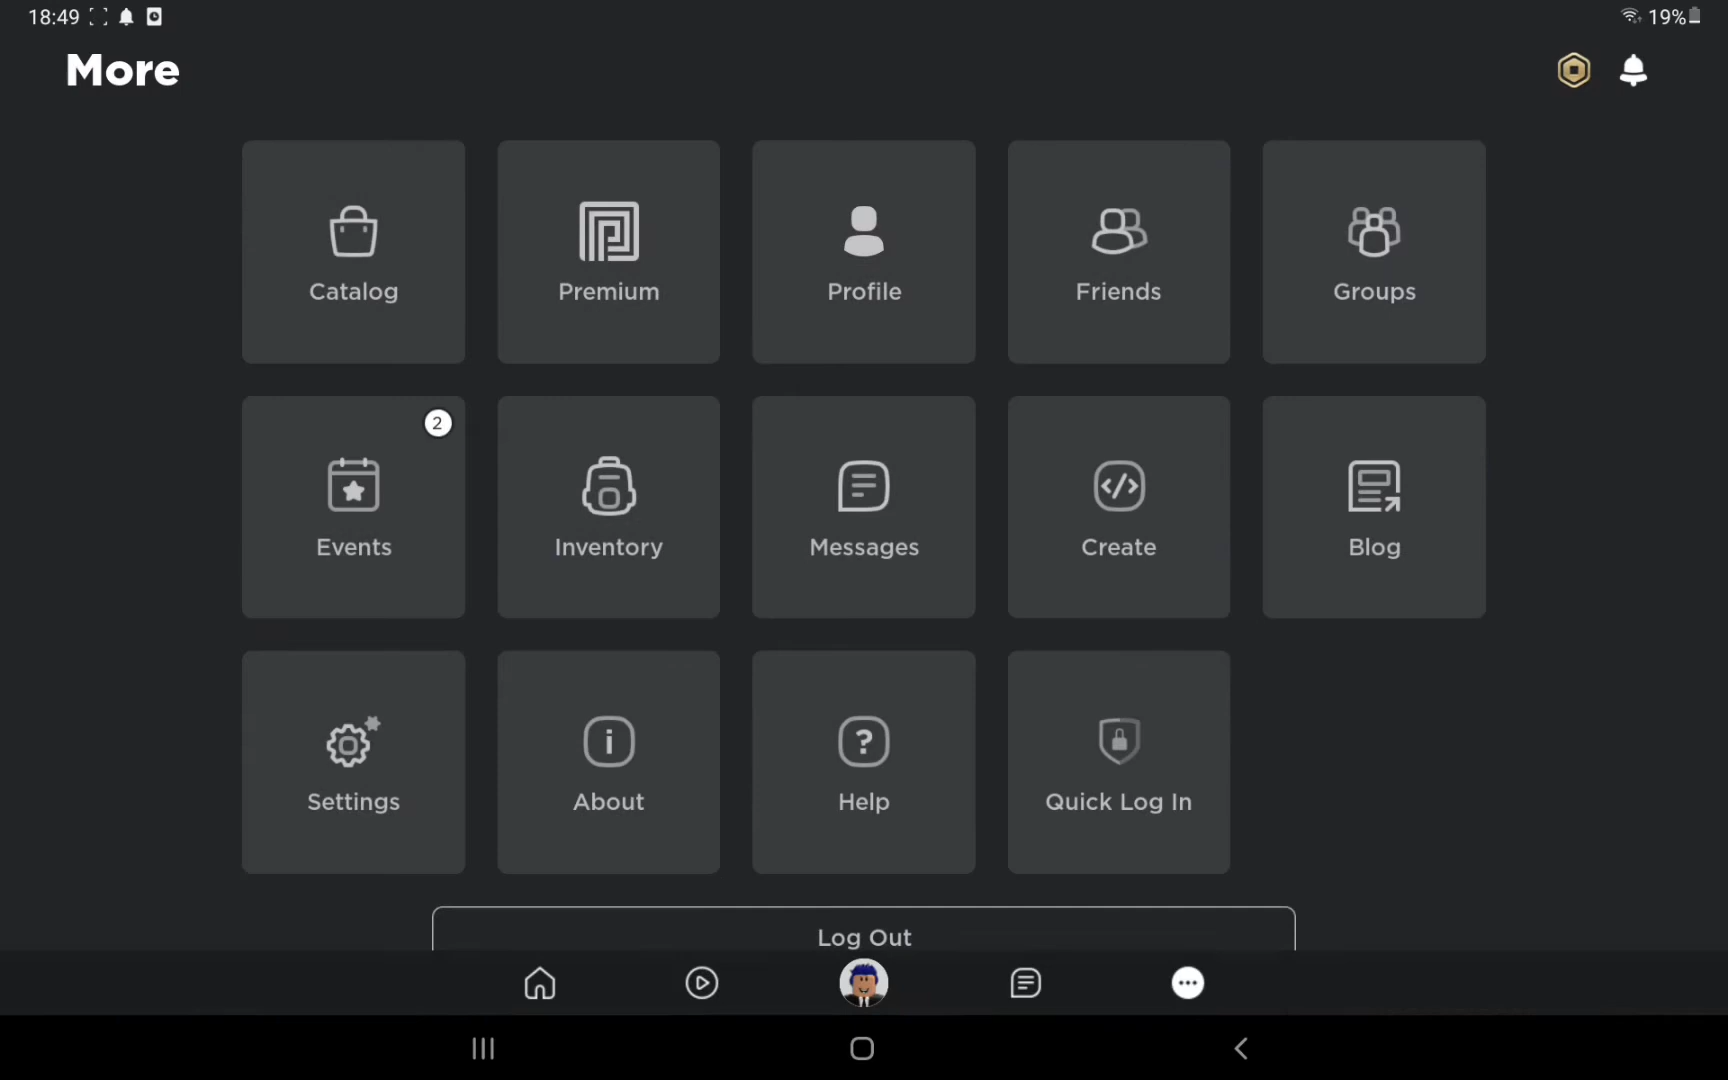 18:49 19%
More
Catalog Premium Profile Friends Groups
2
Events Inventory Messages Create Blog
Settings About Help Quick Log In
Log Out